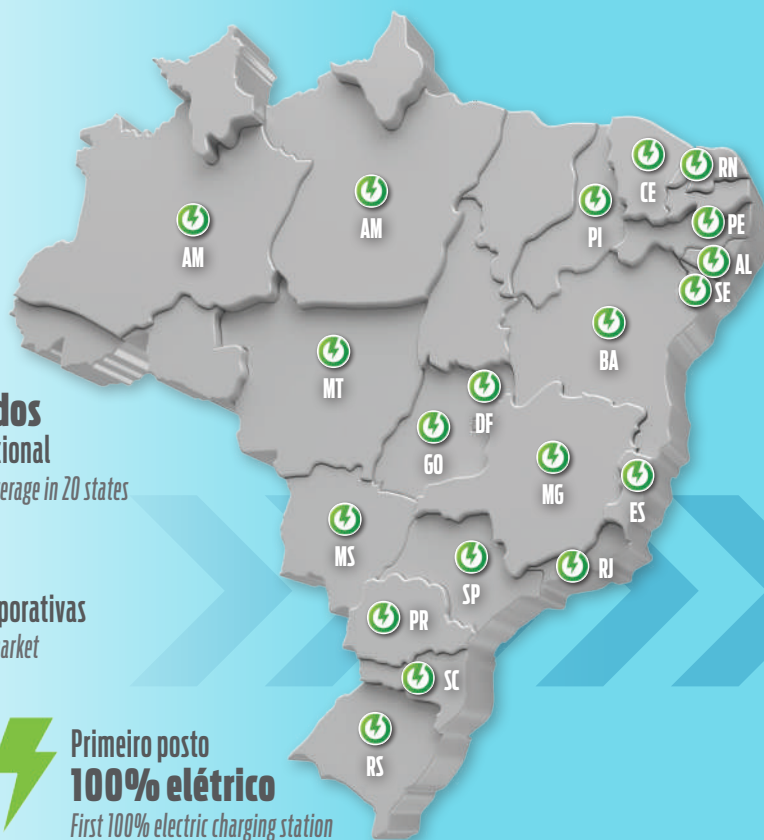 RN
CE
PE
PI
AM
AM
AL
SE
BA
MT
DF
GO
MG
ES
MS
SP
RJ
PR
SC
RS
dos
ional
erage in 20 states
porativas
arket
Primeiro posto
100% elétrico
First 100% electric charging station